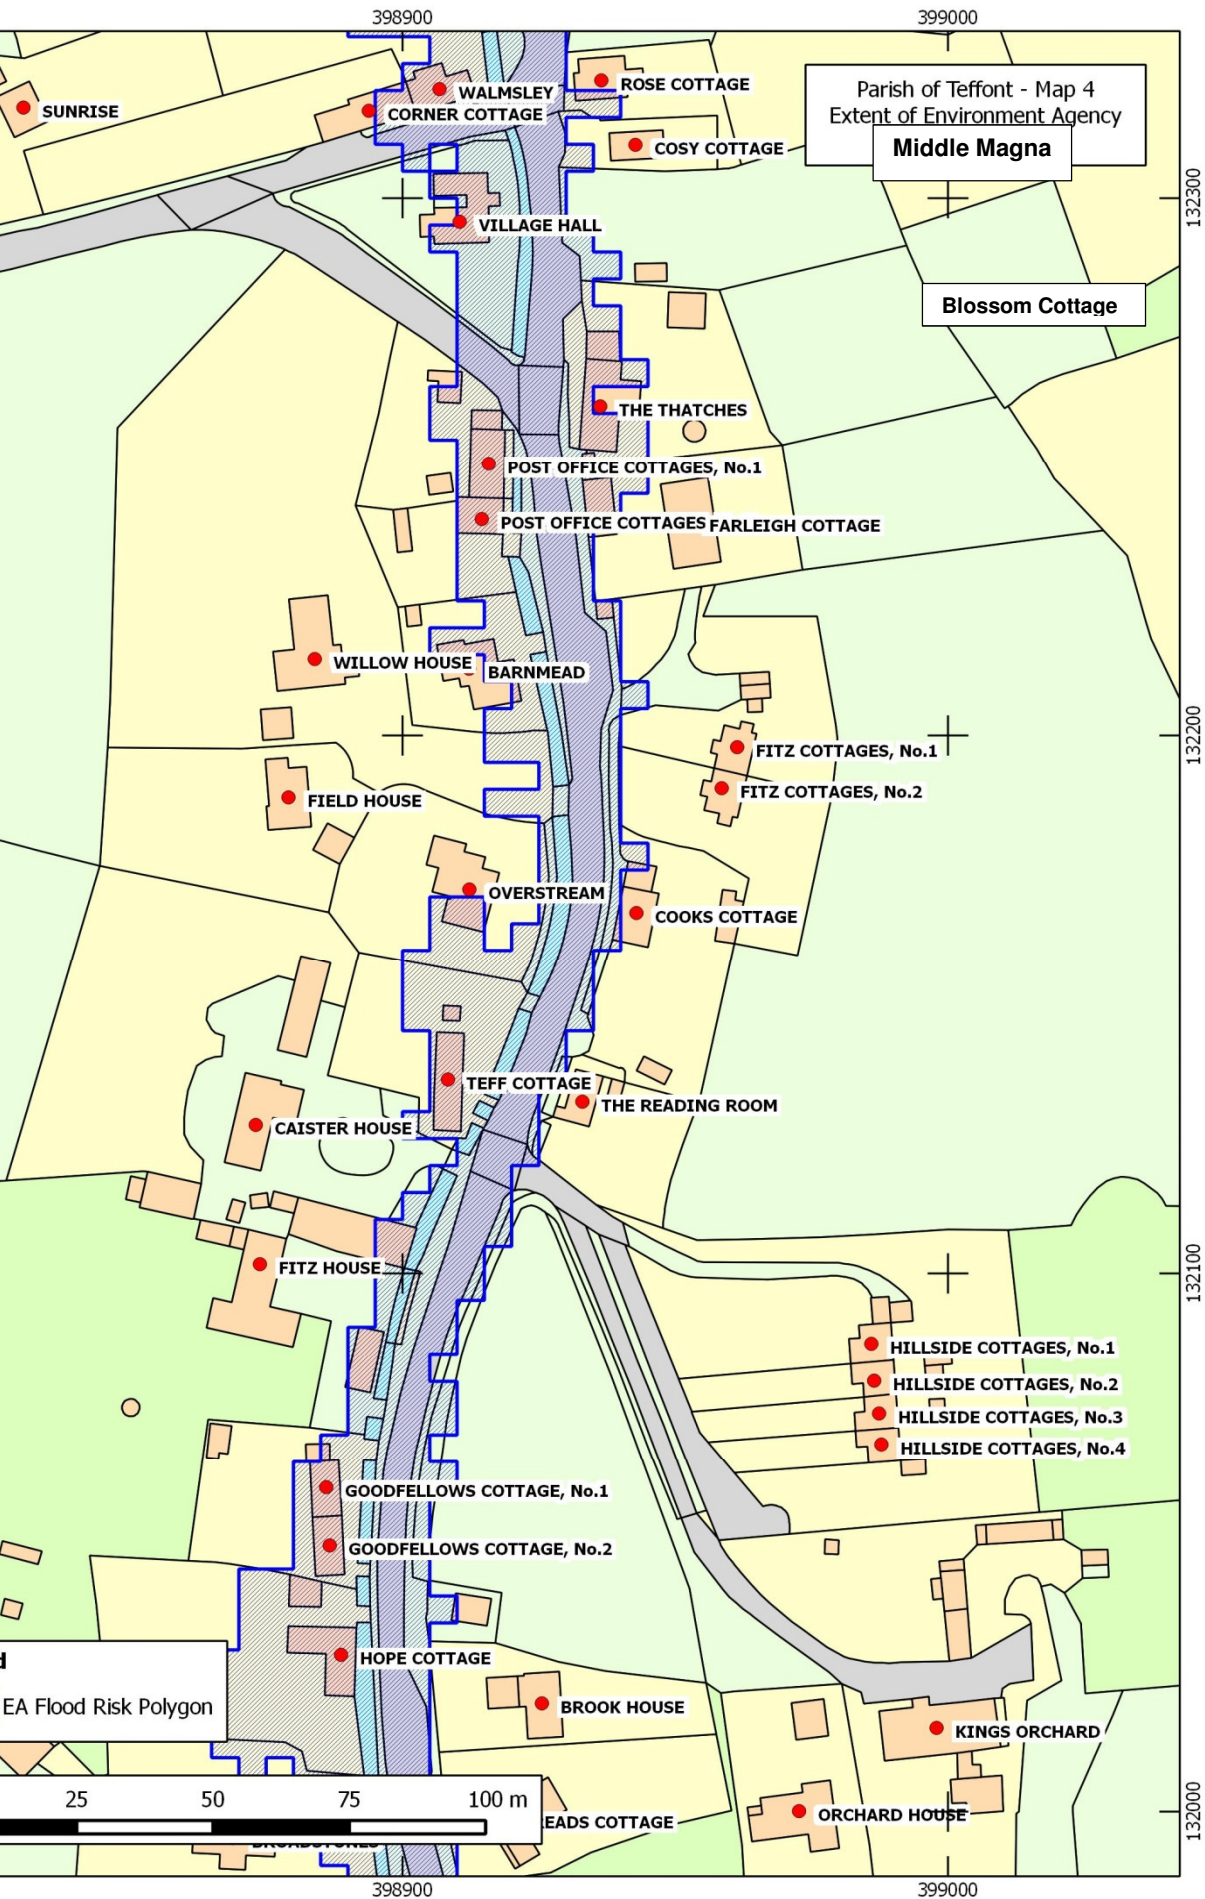 398900
399000
Parish of Teffont - Map 4
Extent of Environment Agency
Middle Magna
Blossom Cottage
SUNRISE
WALMSLEY
CORNER COTTAGE
ROSE COTTAGE
COSY COTTAGE
132300
VILLAGE HALL
THE THATCHES
POST OFFICE COTTAGES, No.1
POST OFFICE COTTAGES
FARLEIGH COTTAGE
WILLOW HOUSE
BARNMEAD
132200
FITZ COTTAGES, No.1
FITZ COTTAGES, No.2
FIELD HOUSE
OVERSTREAM
COOKS COTTAGE
TEFF COTTAGE
THE READING ROOM
CAISTER HOUSE
FITZ HOUSE
132100
HILLSIDE COTTAGES, No.1
HILLSIDE COTTAGES, No.2
HILLSIDE COTTAGES, No.3
HILLSIDE COTTAGES, No.4
GOODFELLOWS COTTAGE, No.1
GOODFELLOWS COTTAGE, No.2
HOPE COTTAGE
EA Flood Risk Polygon
BROOK HOUSE
KINGS ORCHARD
25 50 75 100 m
ORCHARD HOUSE
132000
EADS COTTAGE
BROADSTONES
398900
399000